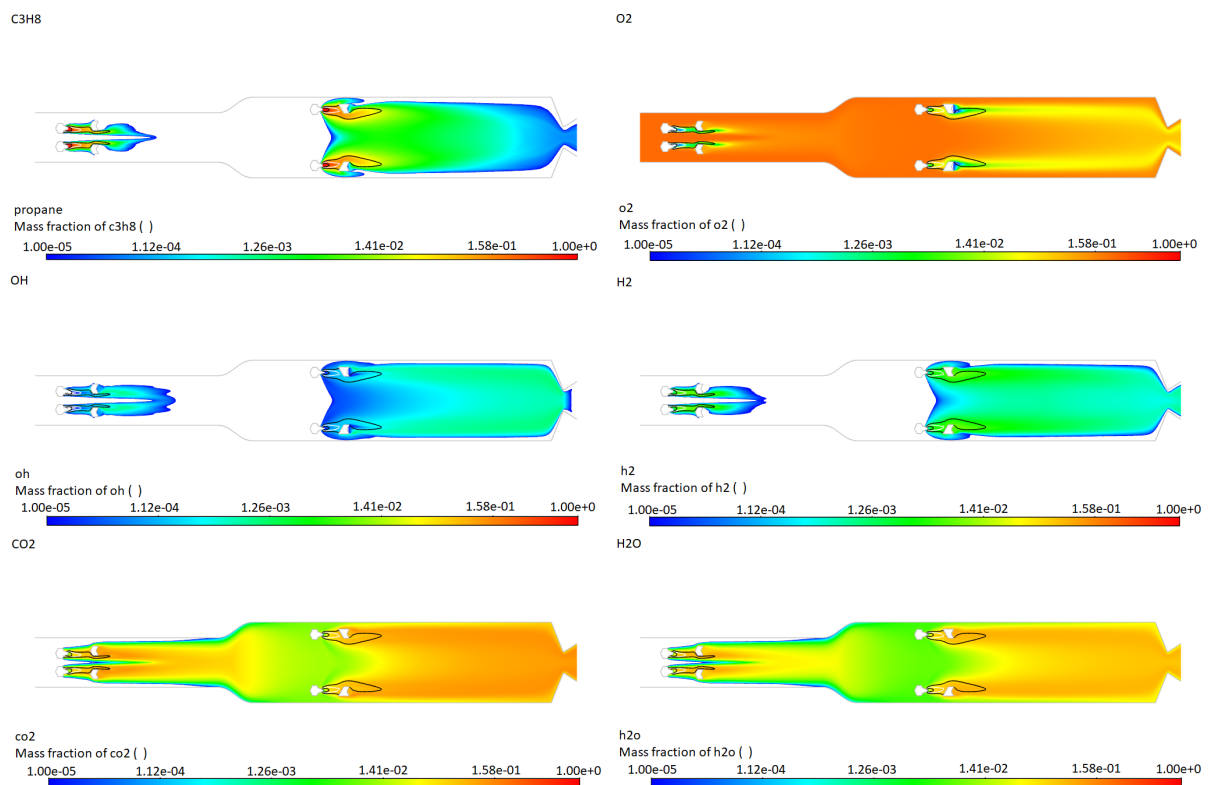 C3H8
O2
propane
Mass fraction of c3h8 ( )
1.00e-05 1.12e-04 1.26e-03 1.41e-02 1.58e-01 1.00e+0
o2
Mass fraction of o2 ( )
1.00e-05 1.12e-04 1.26e-03 1.41e-02 1.58e-01 1.00e+0
OH
H2
oh
Mass fraction of oh ( )
1.00e-05 1.12e-04 1.26e-03 1.41e-02 1.58e-01 1.00e+0
h2
Mass fraction of h2 ( )
1.00e-05 1.12e-04 1.26e-03 1.41e-02 1.58e-01 1.00e+0
CO2
H2O
co2
Mass fraction of co2 ( )
1.00e-05 1.12e-04 1.26e-03 1.41e-02 1.58e-01 1.00e+0
h2o
Mass fraction of h2o ( )
1.00e-05 1.12e-04 1.26e-03 1.41e-02 1.58e-01 1.00e+0